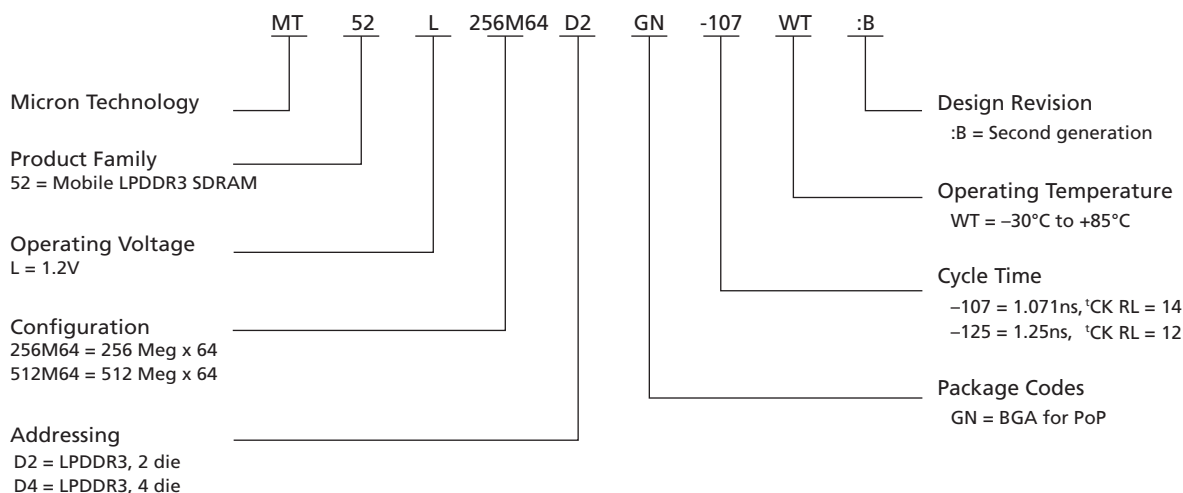 MT 52 L 256M64 D2 GN -107 WT :B
Micron Technology
Product Family
52 = Mobile LPDDR3 SDRAM
Operating Voltage
L = 1.2V
Configuration
256M64 = 256 Meg x 64
512M64 = 512 Meg x 64
Addressing
D2 = LPDDR3, 2 die
D4 = LPDDR3, 4 die
Design Revision
:B = Second generation
Operating Temperature
WT = –30°C to +85°C
Cycle Time
–107 = 1.071ns, ᵗCK RL = 14
–125 = 1.25ns, ᵗCK RL = 12
Package Codes
GN = BGA for PoP